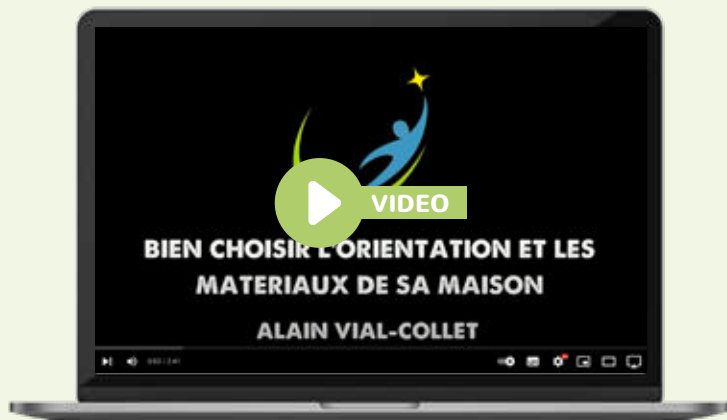 VIDEO
BIEN CHOISIR L'ORIENTATION ET LES
MATERIAUX DE SA MAISON
ALAIN VIAL-COLLET